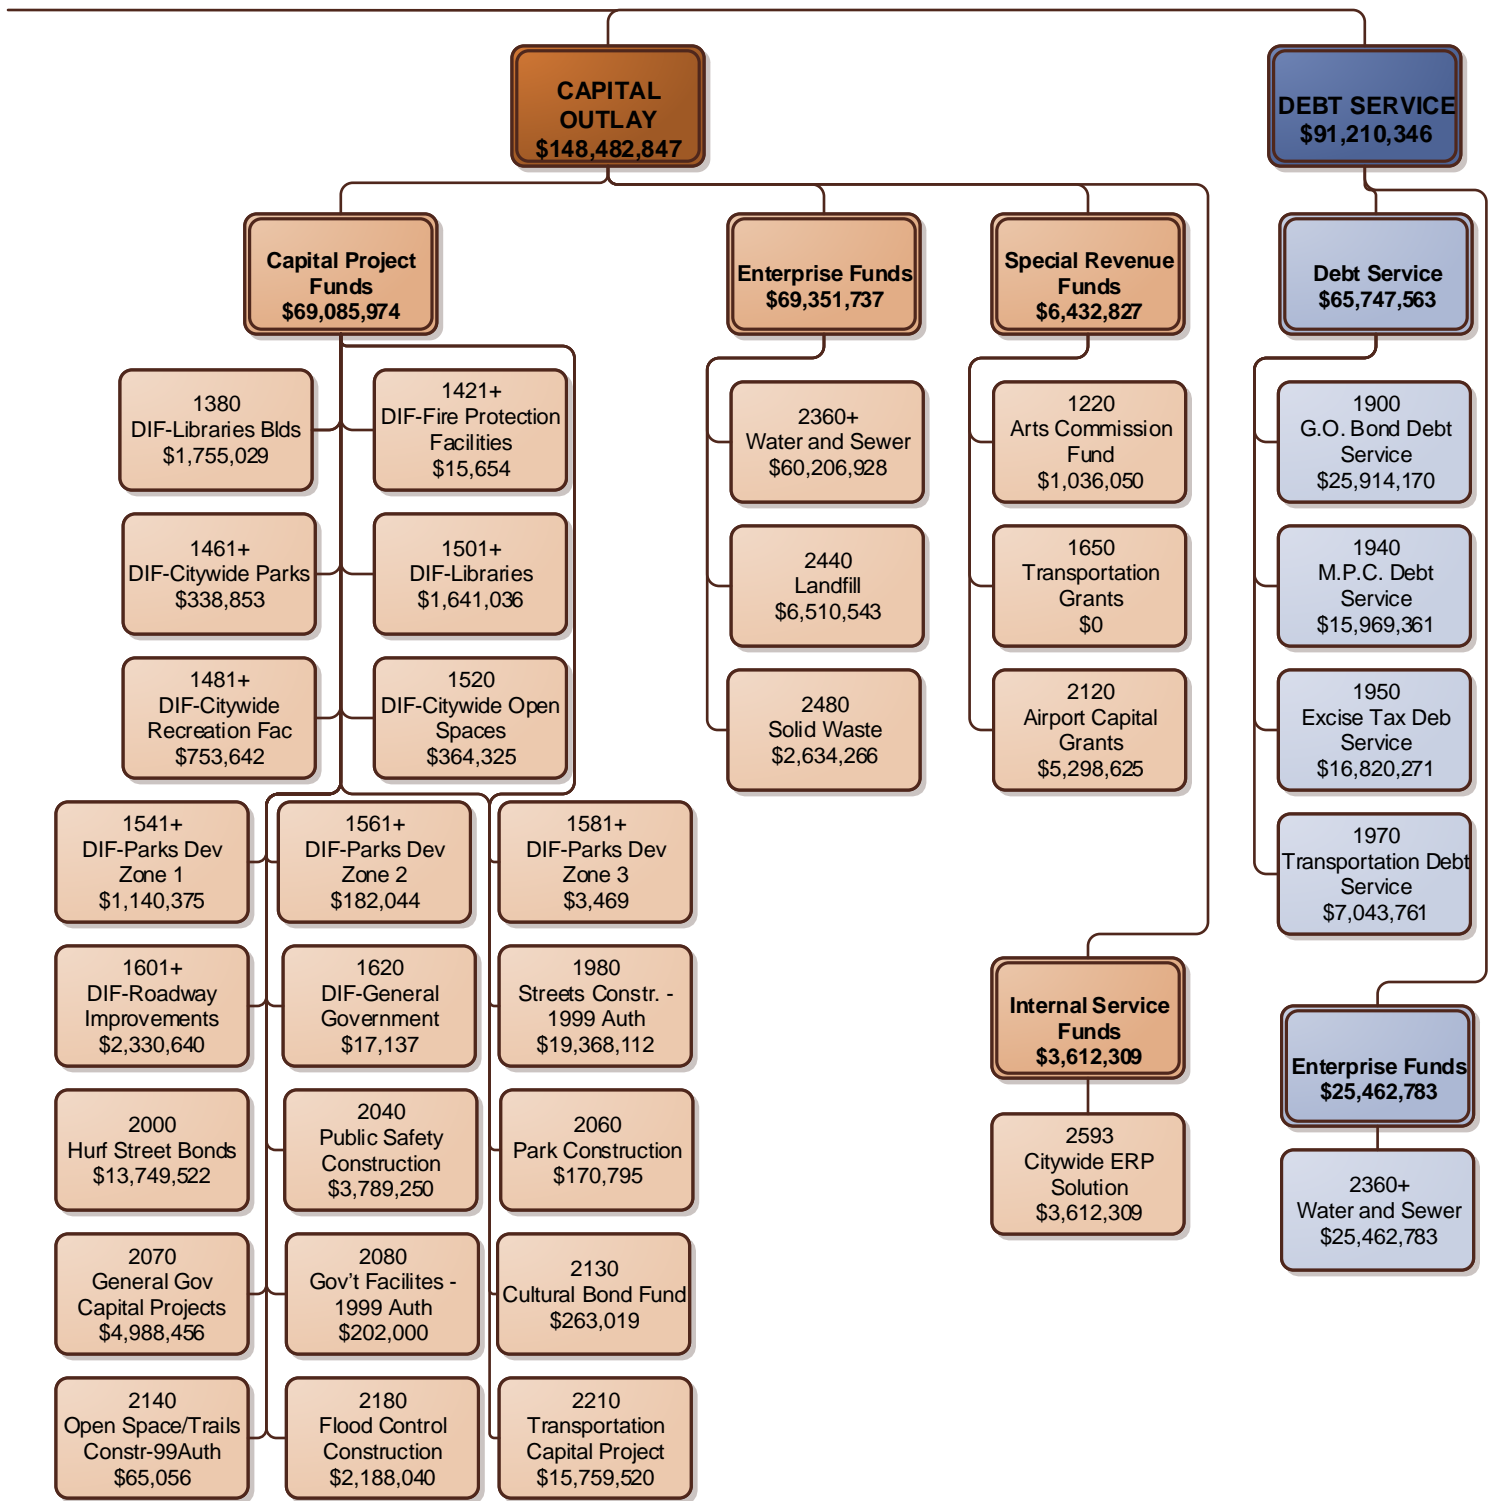 CAPITAL
OUTLAY
$148,482,847
DEBT SERVICE
$91,210,346
Capital Project
Funds
$69,085,974
Enterprise Funds
$69,351,737
Special Revenue
Funds
$6,432,827
Debt Service
$65,747,563
1380
DIF-Libraries Blds
$1,755,029
1421+
DIF-Fire Protection
Facilities
$15,654
2360+
Water and Sewer
$60,206,928
1220
Arts Commission
Fund
$1,036,050
1900
G.O. Bond Debt
Service
$25,914,170
1461+
DIF-Citywide Parks
$338,853
1501+
DIF-Libraries
$1,641,036
2440
Landfill
$6,510,543
1650
Transportation
Grants
$0
1940
M.P.C. Debt
Service
$15,969,361
1481+
DIF-Citywide
Recreation Fac
$753,642
1520
DIF-Citywide Open
Spaces
$364,325
2480
Solid Waste
$2,634,266
2120
Airport Capital
Grants
$5,298,625
1950
Excise Tax Deb
Service
$16,820,271
1541+
DIF-Parks Dev
Zone 1
$1,140,375
1561+
DIF-Parks Dev
Zone 2
$182,044
1581+
DIF-Parks Dev
Zone 3
$3,469
1970
Transportation Debt
Service
$7,043,761
1601+
DIF-Roadway
Improvements
$2,330,640
1620
DIF-General
Government
$17,137
1980
Streets Constr. -
1999 Auth
$19,368,112
Internal Service
Funds
$3,612,309
Enterprise Funds
$25,462,783
2000
Hurf Street Bonds
$13,749,522
2040
Public Safety
Construction
$3,789,250
2060
Park Construction
$170,795
2593
Citywide ERP
Solution
$3,612,309
2360+
Water and Sewer
$25,462,783
2070
General Gov
Capital Projects
$4,988,456
2080
Gov't Facilites -
1999 Auth
$202,000
2130
Cultural Bond Fund
$263,019
2140
Open Space/Trails
Constr-99Auth
$65,056
2180
Flood Control
Construction
$2,188,040
2210
Transportation
Capital Project
$15,759,520